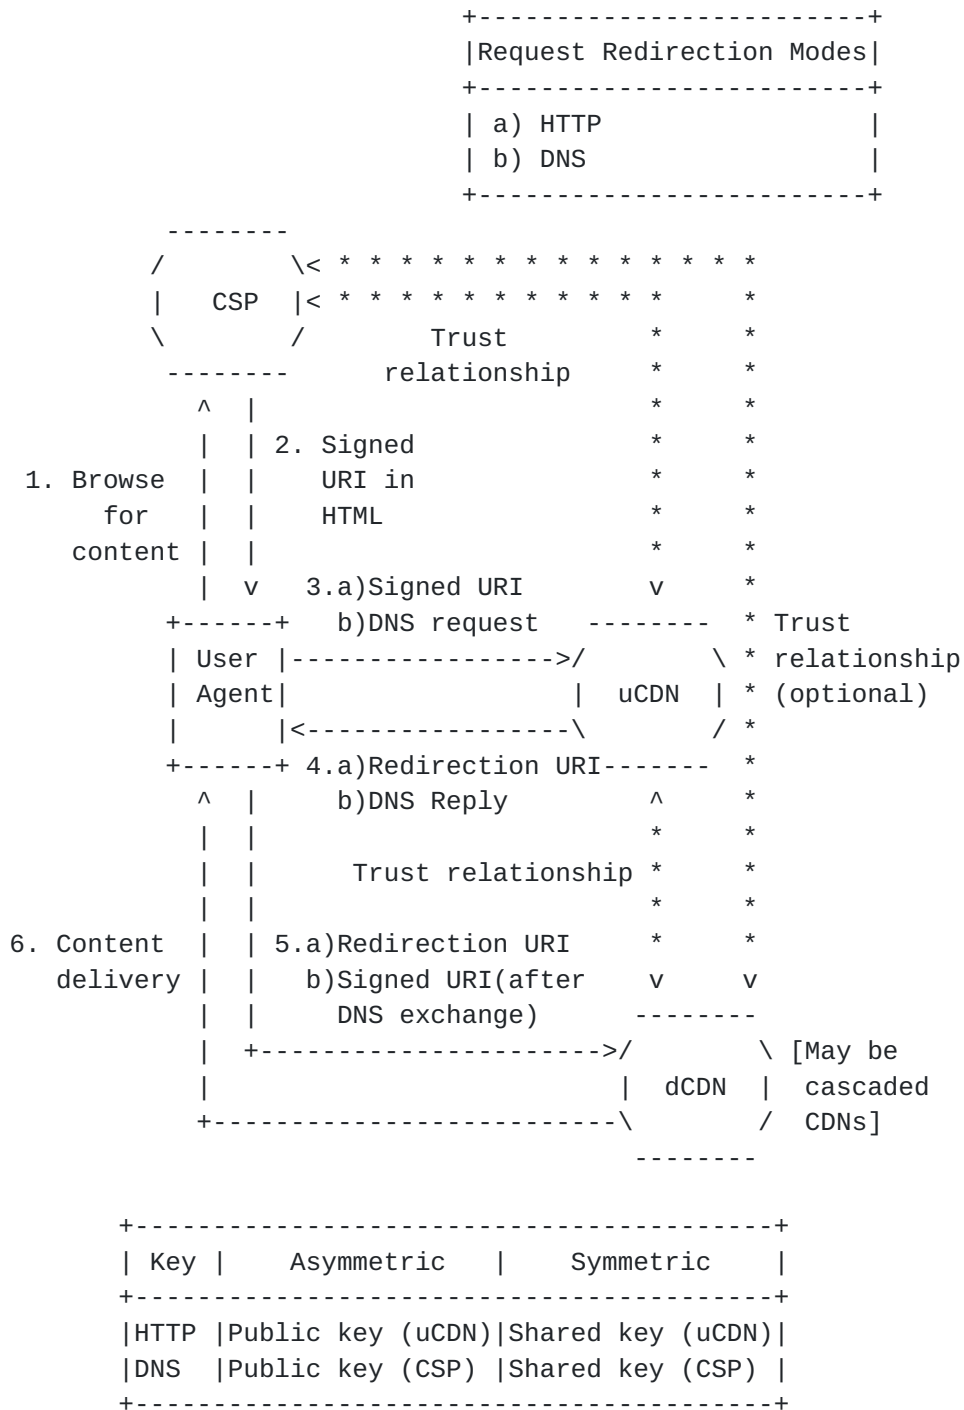 Request Redirection Modes
a) HTTP
b) DNS
CSP
Trust
relationship
2. Signed
1. Browse URI in
for HTML
content
3.a)Signed URI
b)DNS request Trust
User relationship
Agent uCDN (optional)
4.a)Redirection URI
b)DNS Reply
Trust relationship
6. Content 5.a)Redirection URI
delivery b)Signed URI(after
DNS exchange)
[May be
dCDN cascaded
CDNs]
Key Asymmetric Symmetric
HTTP Public key (uCDN) Shared key (uCDN)
DNS Public key (CSP) Shared key (CSP)